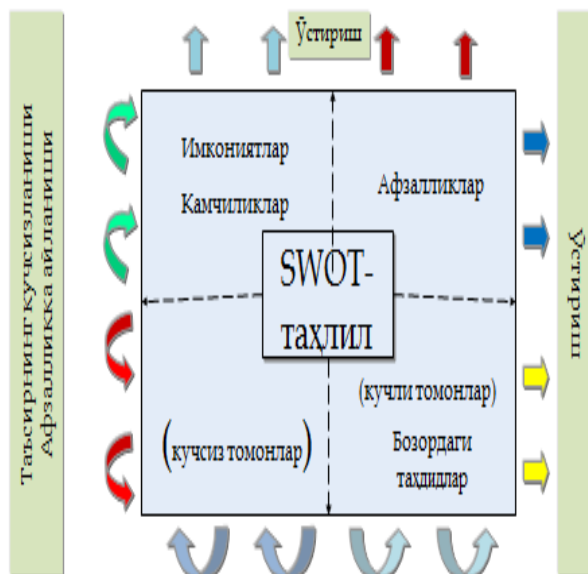 Ўстириш
Таъсирнинг кучсизланиши
Афзалликка айланиши
Имкониятлар
Камчиликлар
Афзалликлар
SWOT-
таҳлил
(кучсиз томонлар)
(кучли томонлар)
Бозордаги
таҳдидлар
Ўстириш